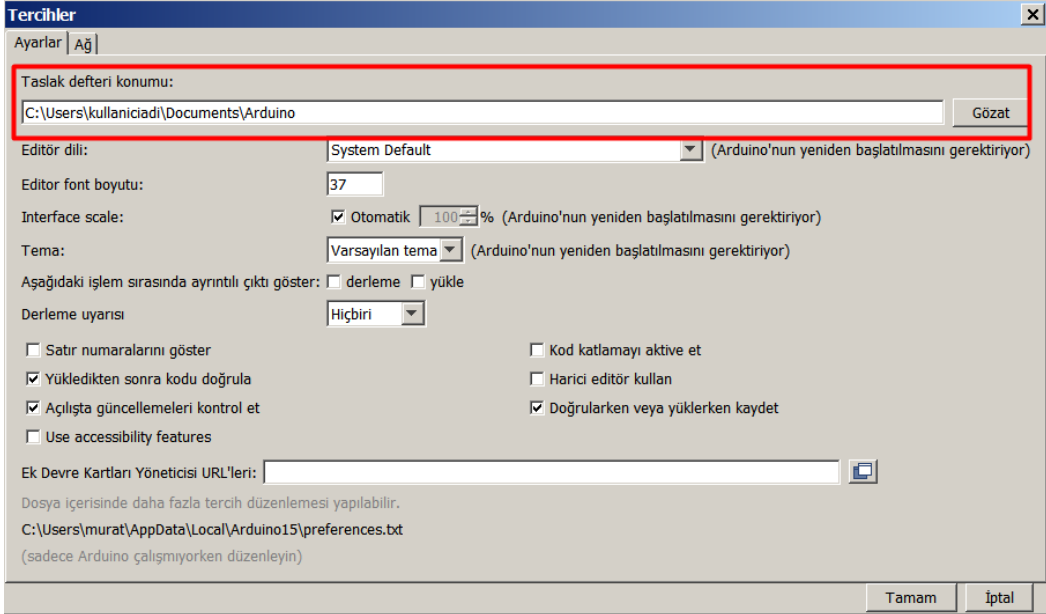 Tercihler
Ayarlar Ağ
Taslak defteri konumu:
C:\Users\kullaniciadi\Documents\Arduino Gözat
Editör dili: System Default (Arduino'nun yeniden başlatılmasını gerektiriyor)
Editor font boyutu: 37
Interface scale: Otomatik 100 % (Arduino'nun yeniden başlatılmasını gerektiriyor)
Tema: Varsayılan tema (Arduino'nun yeniden başlatılmasını gerektiriyor)
Aşağıdaki işlem sırasında ayrıntılı çıktı göster: derleme yükle
Derleme uyarısı Hiçbiri
Satır numaralarını göster Kod katlamayı aktive et
Yükledikten sonra kodu doğrula Harici editör kullan
Açılışta güncellemeleri kontrol et Doğrularken veya yüklerken kaydet
Use accessibility features
Ek Devre Kartları Yöneticisi URL'leri:
Dosya içerisinde daha fazla tercih düzenlemesi yapılabilir.
C:\Users\murat\AppData\Local\Arduino15\preferences.txt
(sadece Arduino çalışmıyorken düzenleyin)
Tamam İptal